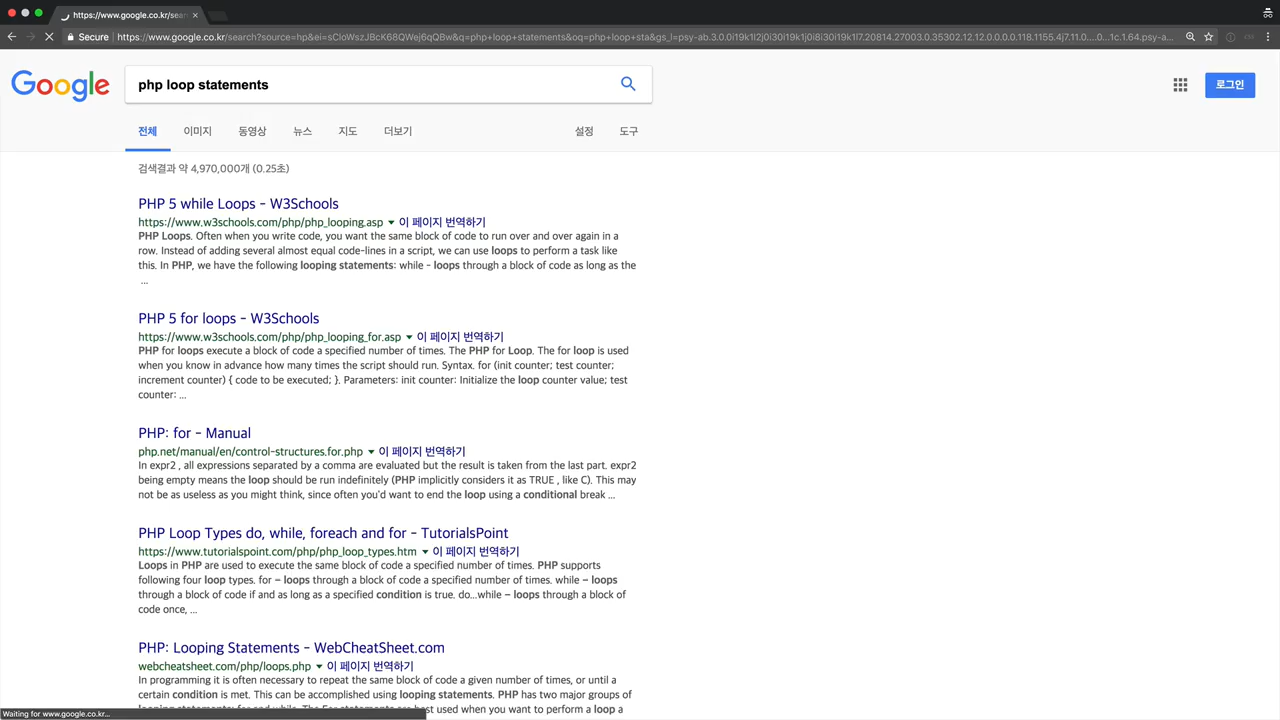 https://www.google.co.kr/sear
Secure
https://www.google.co.kr/search?source=hp&ei=sCIoWszJBcK68QWej6qQBw&q=php+loop+statements&oq=php+loop+sta&gs_l=psy-ab.3.0.0i19k1l2j0i30i19k1j0i8i30i19k1l7.20814.27003.0.35302.12.12.0.0.0.0.118.1155.4j7.11.0....0...1c.1.64.psy-a...
Google
php loop statements
로그인
전체 이미지 동영상 뉴스 지도 더보기 설정 도구
검색결과 약 4,970,000개 (0.25초)
PHP 5 while Loops - W3Schools
https://www.w3schools.com/php/php_looping.asp ▼ 이 페이지 번역하기
PHP Loops. Often when you write code, you want the same block of code to run over and over again in a
row. Instead of adding several almost equal code-lines in a script, we can use loops to perform a task like
this. In PHP, we have the following looping statements: while - loops through a block of code as long as the
...
PHP 5 for loops - W3Schools
https://www.w3schools.com/php/php_looping_for.asp ▼ 이 페이지 번역하기
PHP for loops execute a block of code a specified number of times. The PHP for Loop. The for loop is used
when you know in advance how many times the script should run. Syntax. for (init counter; test counter;
increment counter) { code to be executed; }. Parameters: init counter: Initialize the loop counter value; test
counter: ...
PHP: for - Manual
php.net/manual/en/control-structures.for.php ▼ 이 페이지 번역하기
In expr2 , all expressions separated by a comma are evaluated but the result is taken from the last part. expr2
being empty means the loop should be run indefinitely (PHP implicitly considers it as TRUE , like C). This may
not be as useless as you might think, since often you'd want to end the loop using a conditional break ...
PHP Loop Types do, while, foreach and for - TutorialsPoint
https://www.tutorialspoint.com/php/php_loop_types.htm ▼ 이 페이지 번역하기
Loops in PHP are used to execute the same block of code a specified number of times. PHP supports
following four loop types. for − loops through a block of code a specified number of times. while − loops
through a block of code if and as long as a specified condition is true. do...while − loops through a block of
code once, ...
PHP: Looping Statements - WebCheatSheet.com
webcheatsheet.com/php/loops.php ▼ 이 페이지 번역하기
In programming it is often necessary to repeat the same block of code a given number of times, or until a
certain condition is met. This can be accomplished using looping statements. PHP has two major groups of
looping statements: for and while. The For statements are best used when you want to perform a loop a
Waiting for www.google.co.kr...